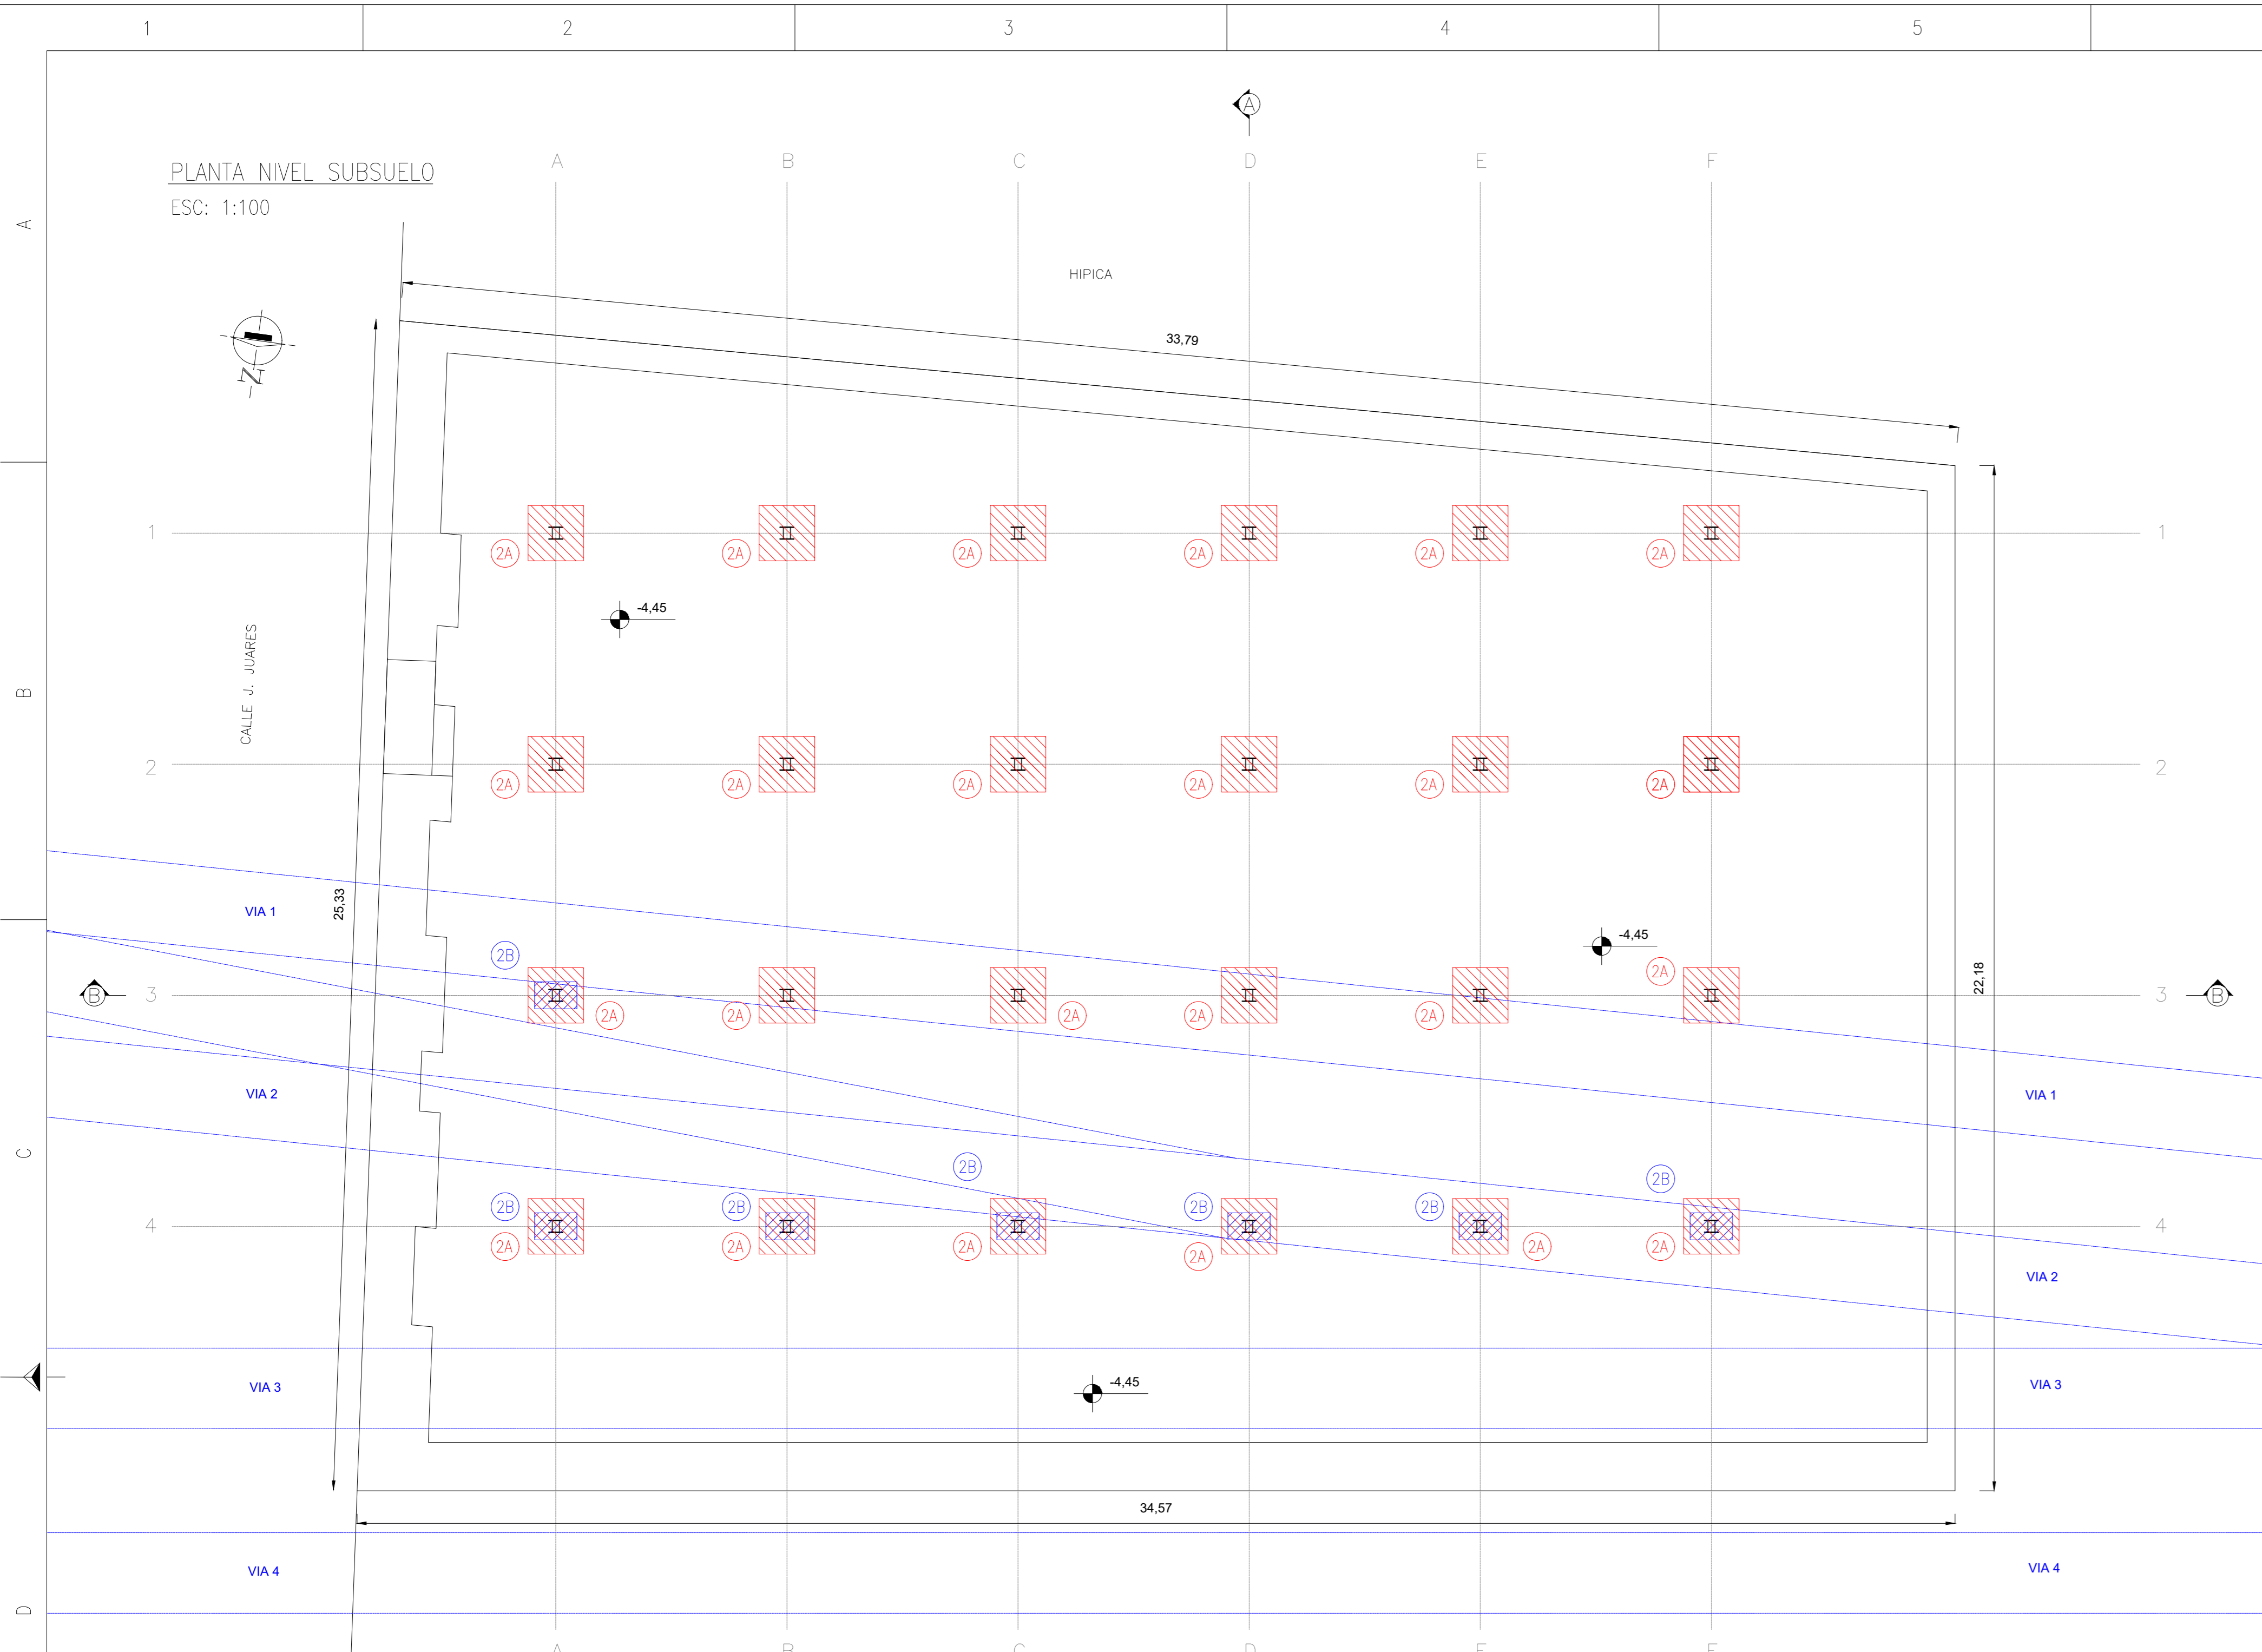 1 2 3 4 5
A
PLANTA NIVEL SUBSUELO
ESC: 1:100
A B C D E F
A
HIPICA
33,79
N
1 1
2A 2A 2A 2A 2A 2A
-4,45
CALLE J. JUARES
B
2 2
2A 2A 2A 2A 2A 2A
VIA 1
25,33
-4,45
2B
2A
22,18
B 3 3 B
2A 2A 2A 2A 2A
VIA 2
VIA 1
C
2B
2B
2B 2B 2B 2B
4 4
2A 2A 2A 2A 2A 2A
VIA 2
VIA 3
-4,45
VIA 3
34,57
VIA 4
VIA 4
D
A B C D E F